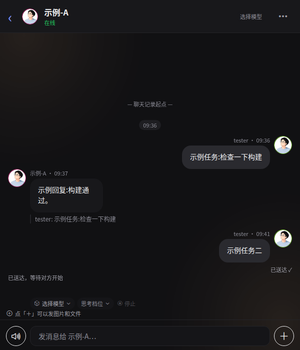 示例-A
在线
选择模型
-- 聊天记录起点 --
09:36
tester • 09:36
示例任务:检查一下构建
示例-A • 09:37
示例回复:构建通
过。
tester: 示例任务:检查一下构建
tester • 09:41
示例任务二
已送达 ✓
已送达，等待对方开始
选择模型
思考档位
停止
点「＋」可以发图片和文件
发消息给 示例-A…